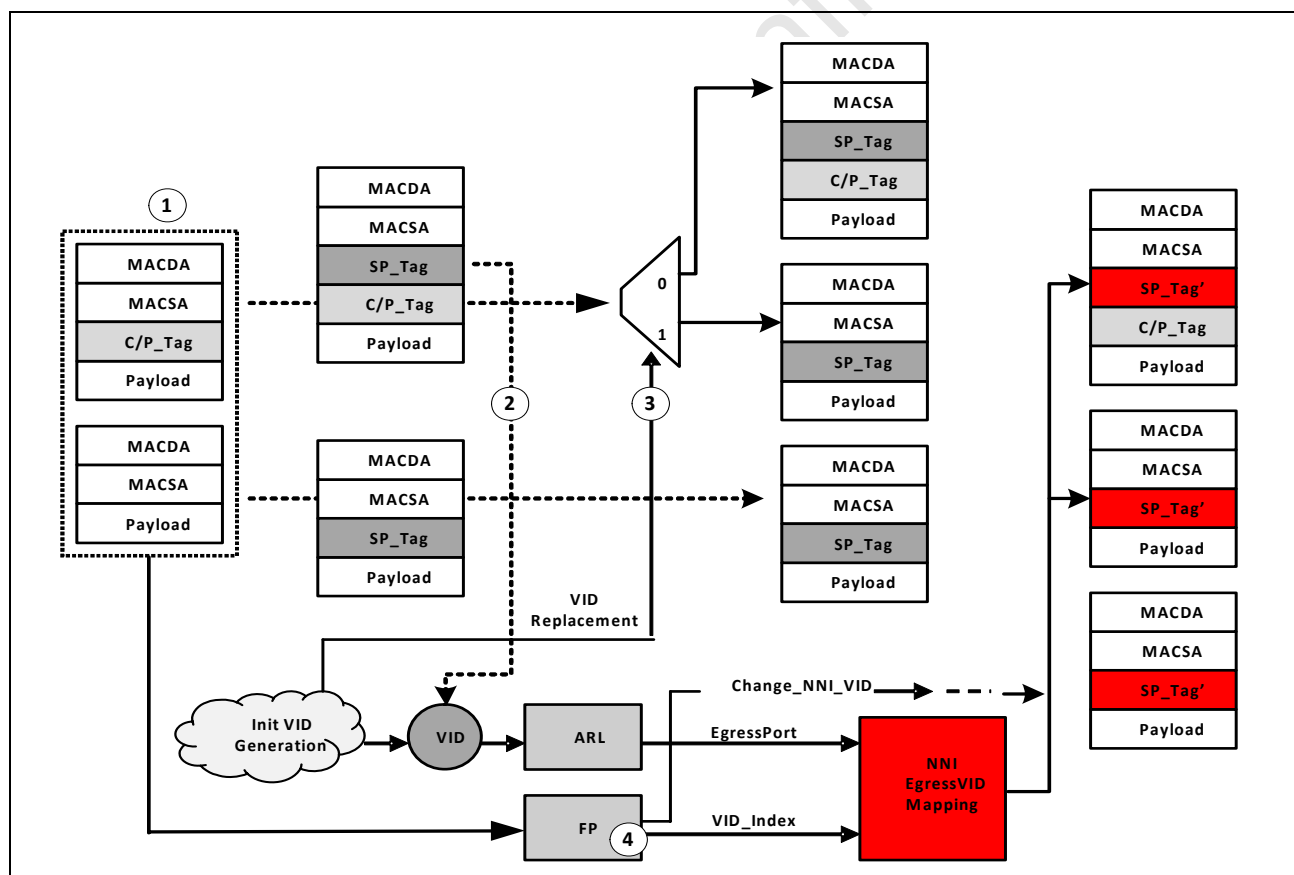 MACDA
MACSA
SP_Tag
C/P_Tag
Payload
1
MACDA
MACSA
C/P_Tag
Payload
MACDA
MACSA
Payload
MACDA
MACSA
SP_Tag
C/P_Tag
Payload
2
MACDA
MACSA
SP_Tag
Payload
0
1
3
MACDA
MACSA
SP_Tag
Payload
MACDA
MACSA
SP_Tag
Payload
MACDA
MACSA
SP_Tag'
C/P_Tag
Payload
MACDA
MACSA
SP_Tag'
Payload
MACDA
MACSA
SP_Tag'
Payload
VID
Replacement
Init VID
Generation
VID
ARL
FP
4
Change_NNI_VID
EgressPort
VID_Index
NNI
EgressVID
Mapping